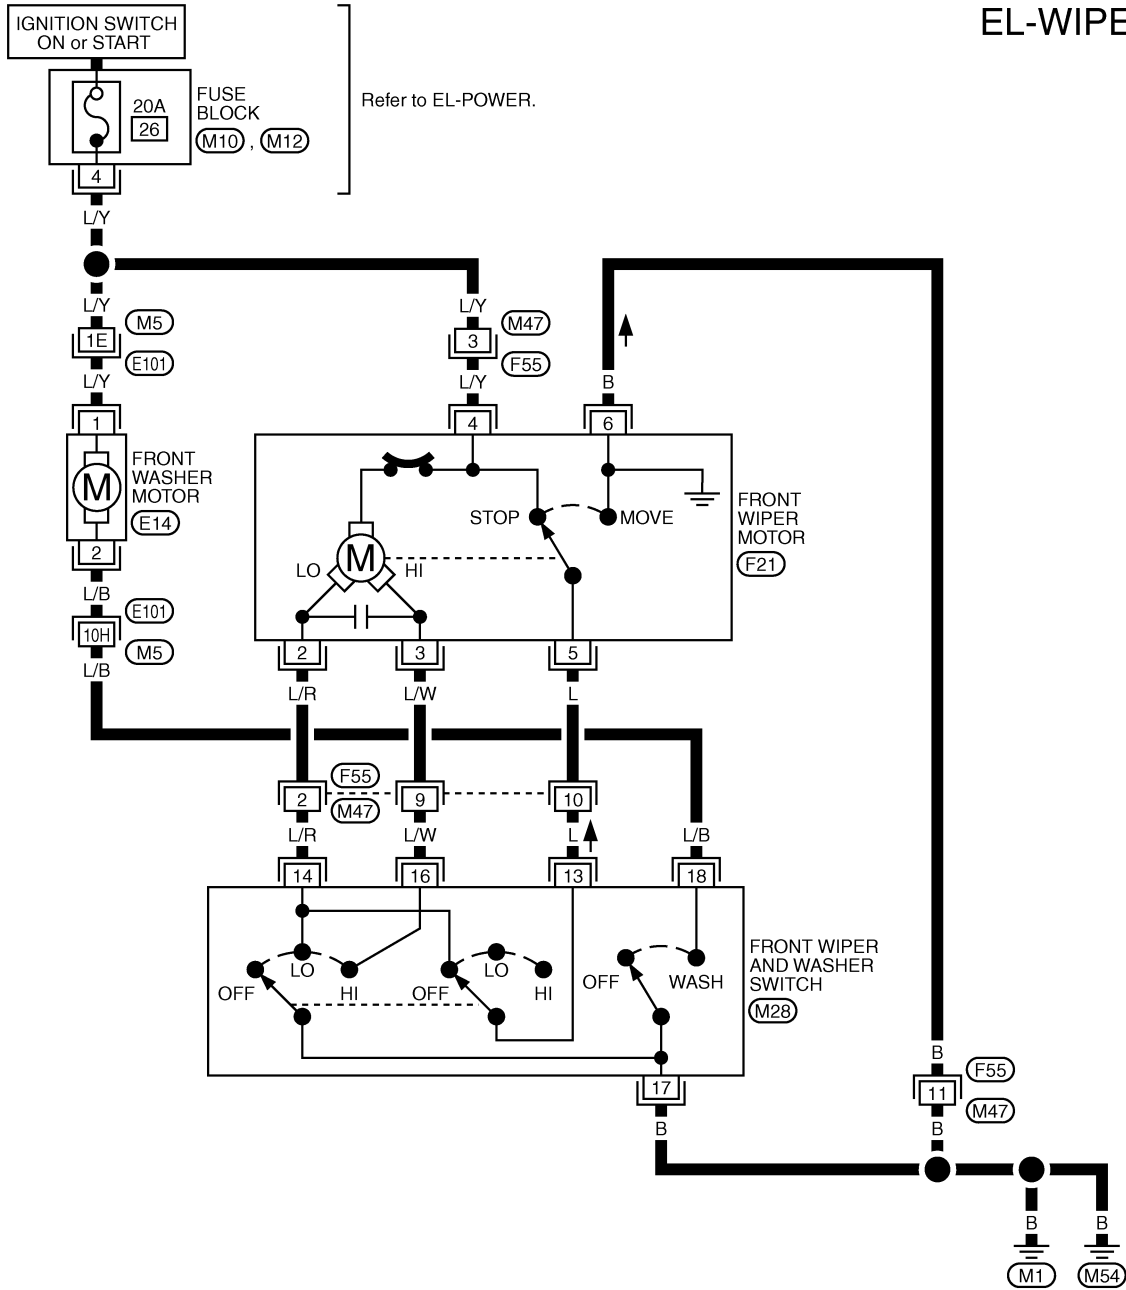 EL-WIPE
IGNITION SWITCH
ON or START
FUSE
BLOCK
20A
26
M10 , M12
Refer to EL-POWER.
4
L/Y
L/Y
M5
1E
E101
L/Y
1
M
FRONT
WASHER
MOTOR
E14
2
L/B
E101
10H
M5
L/B
L/Y
M47
3
F55
L/Y
4
B
6
STOP
MOVE
M
LO
HI
FRONT
WIPER
MOTOR
F21
2
3
5
L/R
L/W
L
F55
2
9
10
M47
L/R
L/W
L
L/B
14
16
13
18
LO
OFF
HI
LO
OFF
HI
OFF
WASH
FRONT WIPER
AND WASHER
SWITCH
M28
17
B
B
F55
11
M47
B
B
B
M1
M54